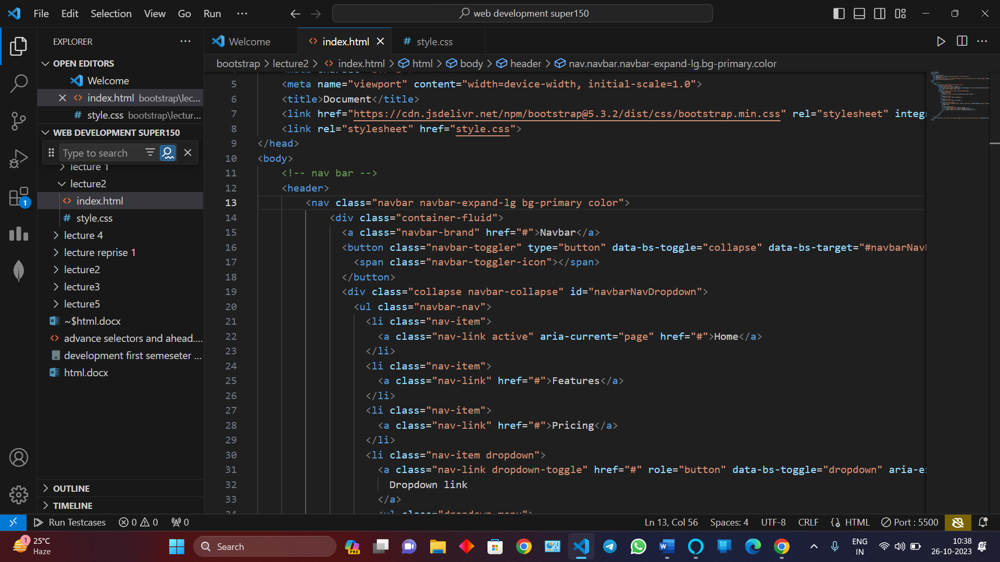 File Edit Selection View Go Run ...
web development super150
EXPLORER ...
OPEN EDITORS
Welcome
index.html bootstrap\lec...
style.css bootstrap\lectur...
WEB DEVELOPMENT SUPER150
Type to search
lecture 1
lecture2
index.html
style.css
lecture 4
lecture reprise 1
lecture2
lecture3
lecture5
~$html.docx
advance selectors and ahead....
development first semeseter ...
html.docx
OUTLINE
TIMELINE
Welcome
index.html
style.css
bootstrap > lecture2 > index.html > html > body > header > nav.navbar.navbar-expand-lg.bg-primary.color
5 <meta name="viewport" content="width=device-width, initial-scale=1.0">
6 <title>Document</title>
7 <link href="https://cdn.jsdelivr.net/npm/bootstrap@5.3.2/dist/css/bootstrap.min.css" rel="stylesheet" integ
8 <link rel="stylesheet" href="style.css">
9 </head>
10 <body>
11 <!-- nav bar -->
12 <header>
13 <nav class="navbar navbar-expand-lg bg-primary color">
14 <div class="container-fluid">
15 <a class="navbar-brand" href="#">Navbar</a>
16 <button class="navbar-toggler" type="button" data-bs-toggle="collapse" data-bs-target="#navbarNav
17 <span class="navbar-toggler-icon"></span>
18 </button>
19 <div class="collapse navbar-collapse" id="navbarNavDropdown">
20 <ul class="navbar-nav">
21 <li class="nav-item">
22 <a class="nav-link active" aria-current="page" href="#">Home</a>
23 </li>
24 <li class="nav-item">
25 <a class="nav-link" href="#">Features</a>
26 </li>
27 <li class="nav-item">
28 <a class="nav-link" href="#">Pricing</a>
29 </li>
30 <li class="nav-item dropdown">
31 <a class="nav-link dropdown-toggle" href="#" role="button" data-bs-toggle="dropdown" aria-e
32 Dropdown link
33 </a>
1
Run Testcases 0 0 0
Ln 13, Col 56 Spaces: 4 UTF-8 CRLF HTML Port : 5500
1
25°C
Haze
Search
PRE
ENG
IN
10:38
26-10-2023